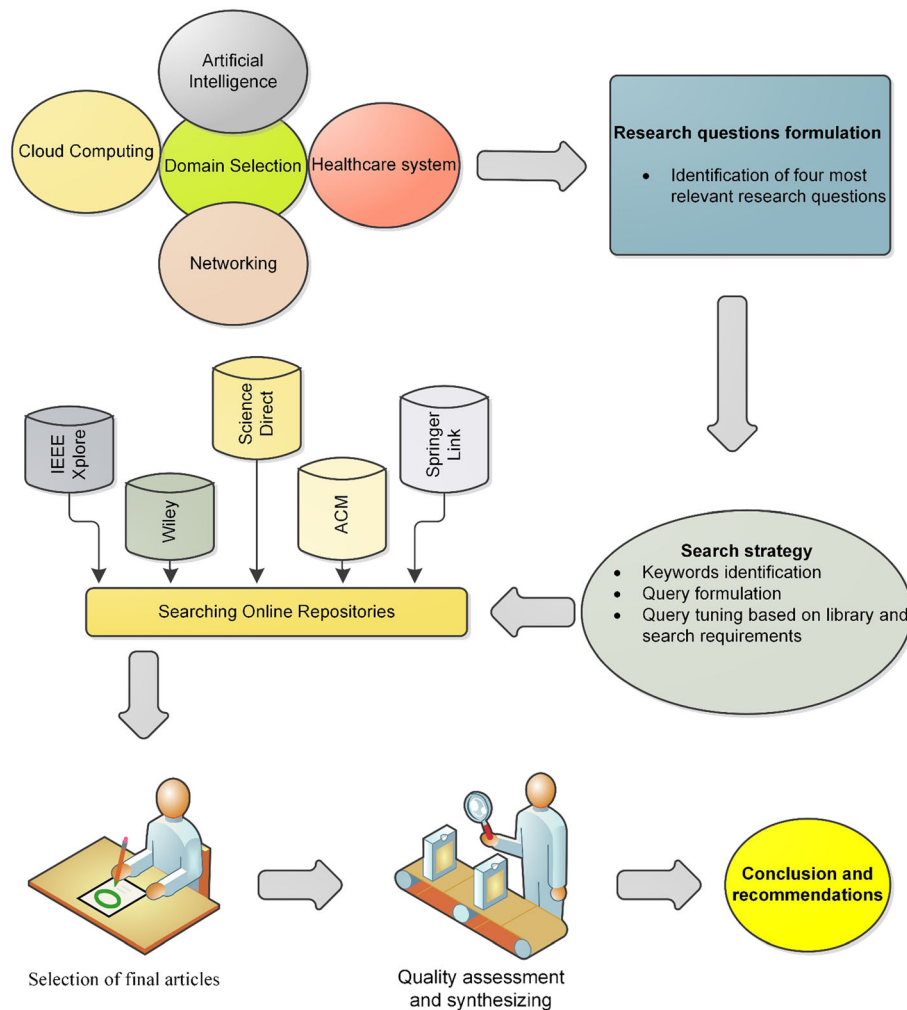 Artificial
Intelligence
Cloud Computing
Domain Selection
Healthcare system
Networking
Research questions formulation
• Identification of four most
relevant research questions
IEEE
Xplore
Wiley
Science
Direct
ACM
Springer
Link
Searching Online Repositories
Search strategy
• Keywords identification
• Query formulation
• Query tuning based on library and
search requirements
Selection of final articles
Quality assessment
and synthesizing
Conclusion and
recommendations